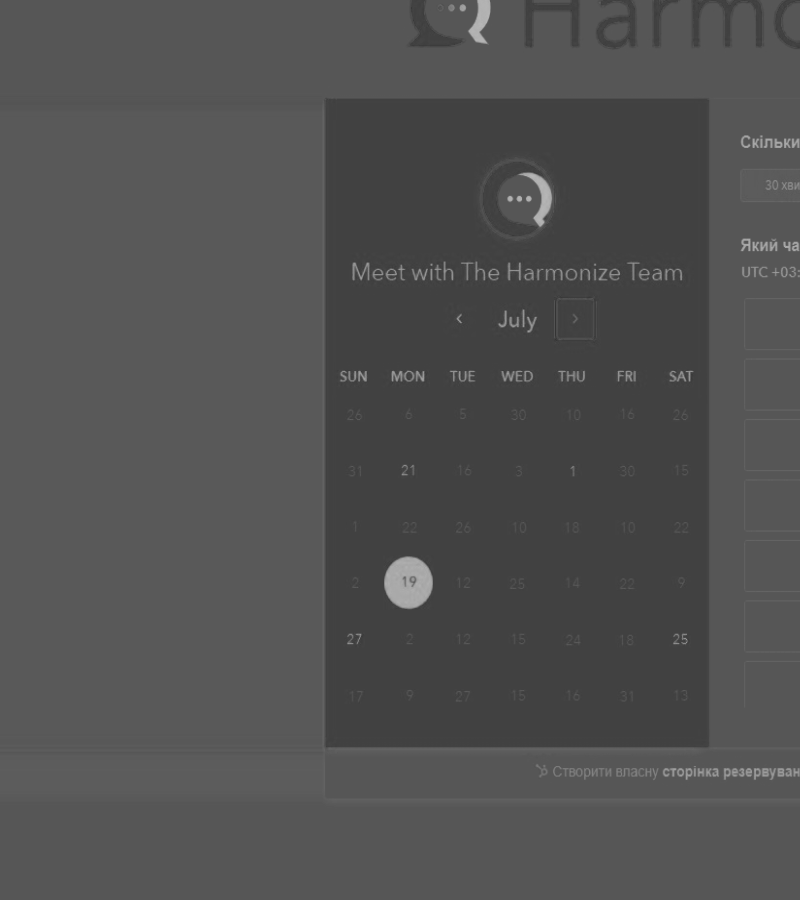 Harmo
Meet with The Harmonize Team
July
SUN MON TUE WED THU FRI SAT
26 6 5 30 10 16 26
31 21 16 3 1 30 15
1 22 26 10 18 10 22
2 19 12 25 14 22 9
27 2 12 15 24 18 25
17 9 27 15 16 31 13
Скільки
30 хви
Який ча
UTC +03:
Створити власну сторінка резервуван